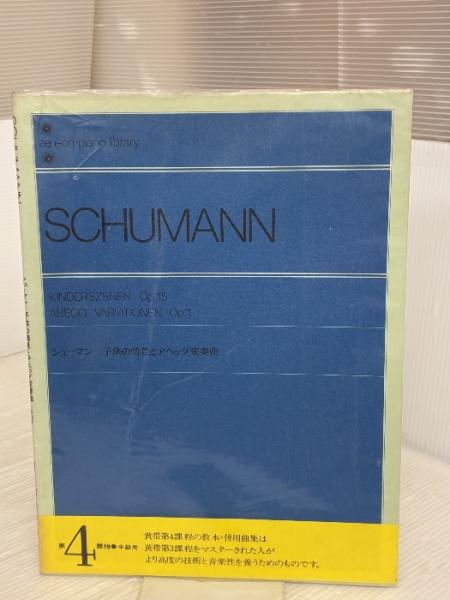 zen-on piano library
SCHUMANN
KINDERSZENEN Op.15
ABEGG VARIATIONEN Op.1
シューマン 子供の情景とアベッグ変奏曲
第4課程●中級用
黄帯第4課程の教本・併用曲集は
黄帯第3課程をマスターされた人が
より高度の技術と音楽性を養うためのものです。
SCHUMANN